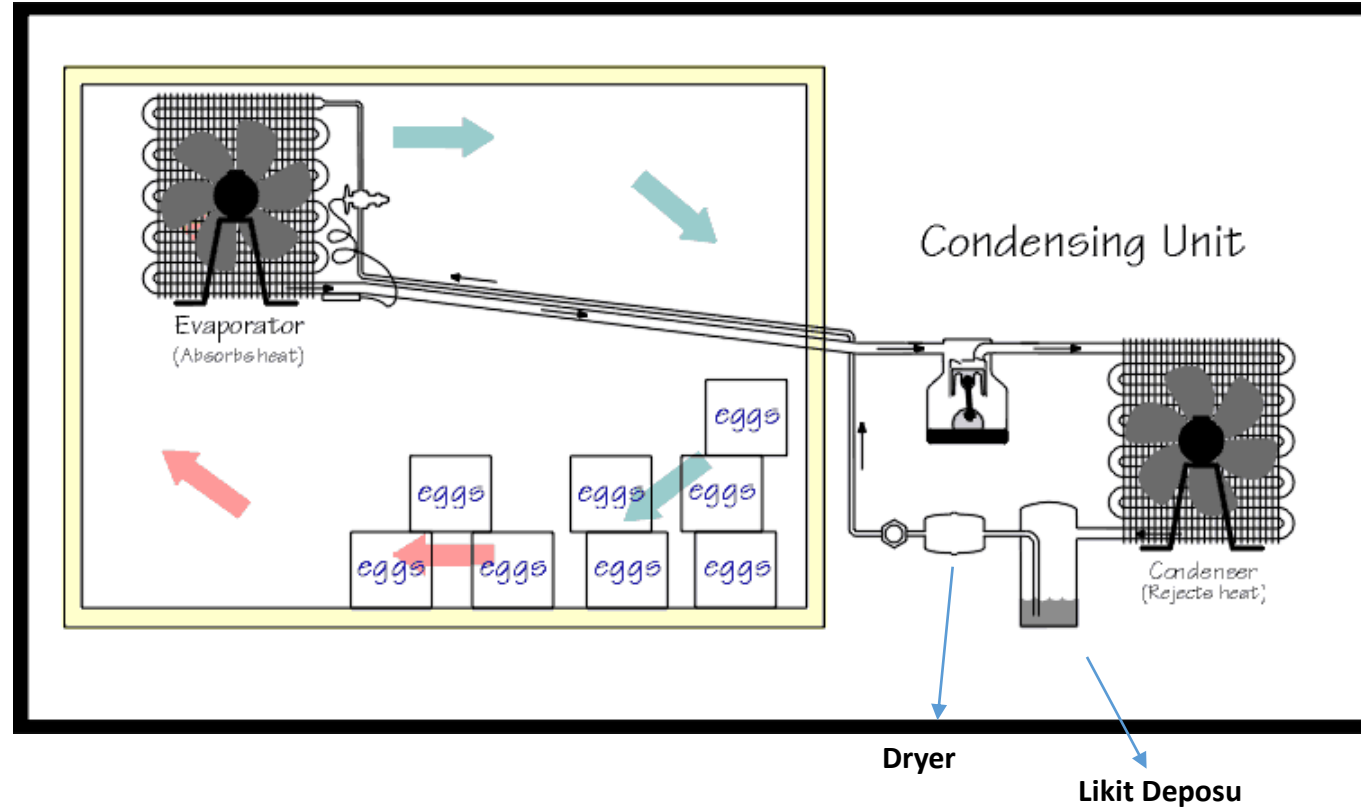 Condensing Unit
Evaporator
(Absorbs heat)
eggs
eggs
eggs
eggs
eggs
eggs
eggs
eggs
Condenser
(Rejects heat)
Dryer
Likit Deposu